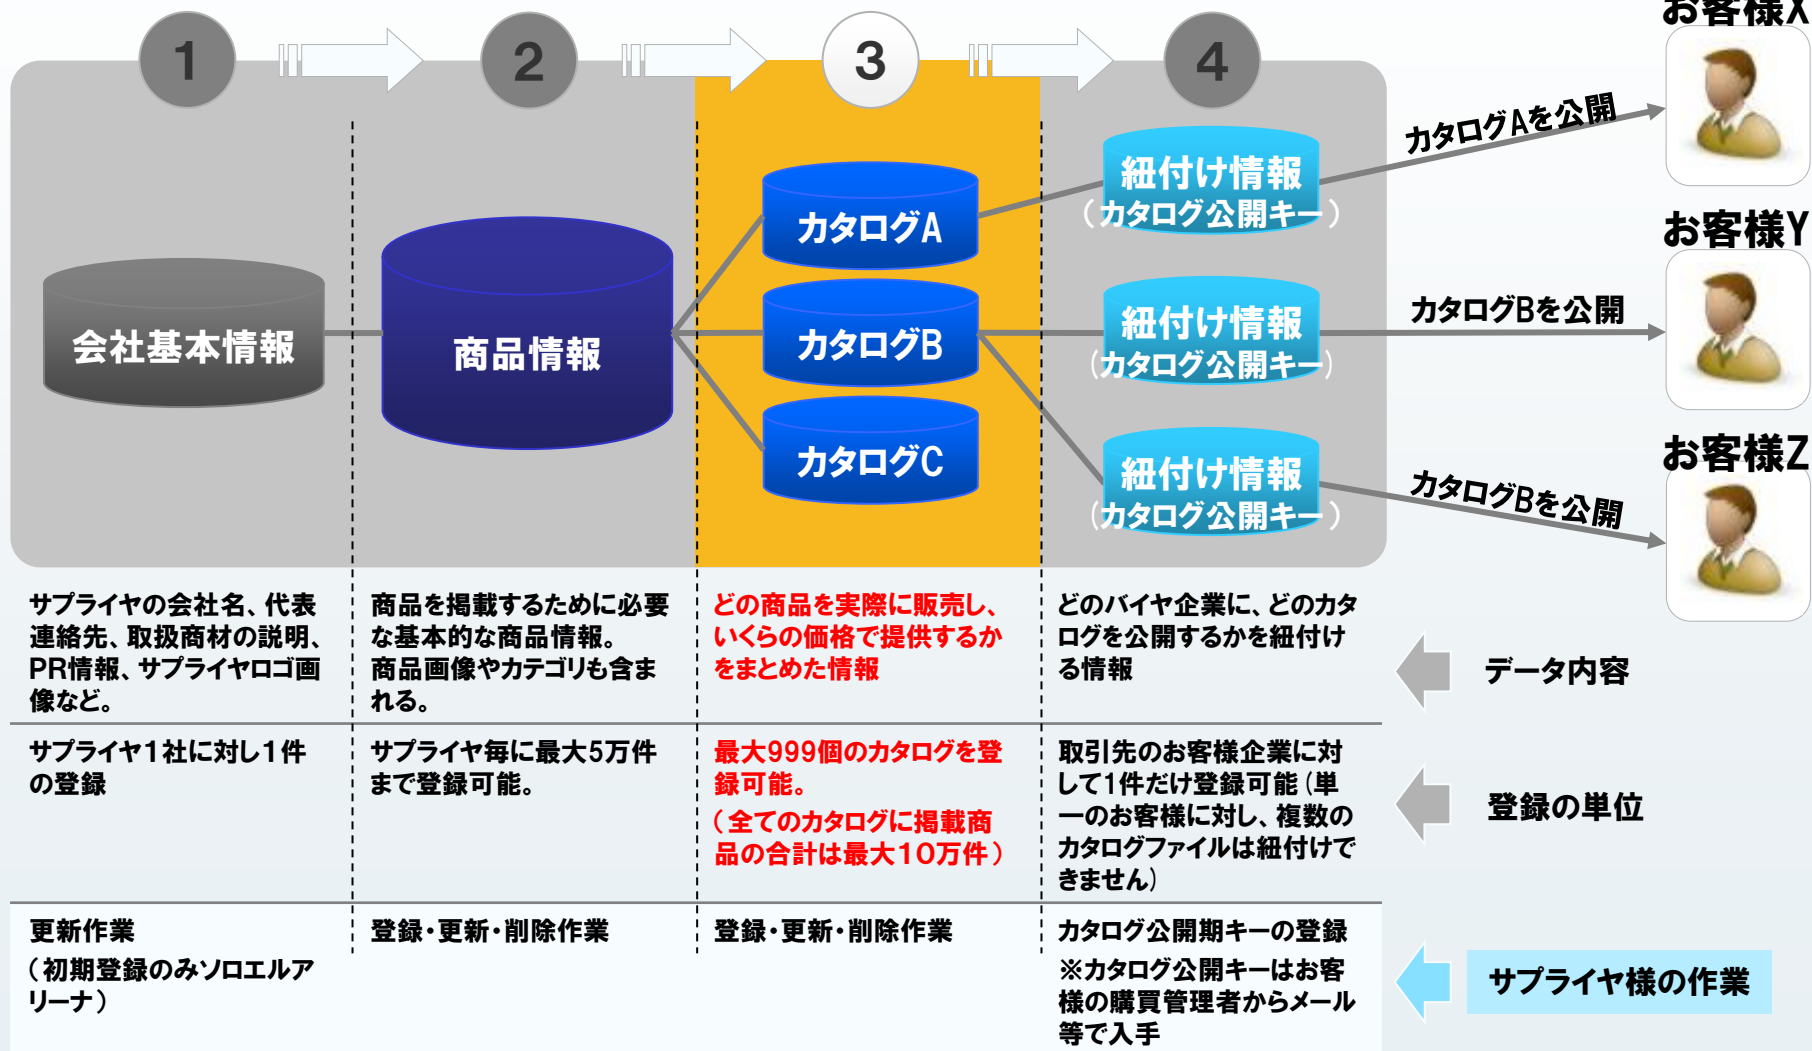 1
2
3
4
お客様X
カタログAを公開
紐付け情報
（カタログ公開キー）
カタログA
お客様Y
会社基本情報
商品情報
カタログB
紐付け情報
（カタログ公開キー）
カタログBを公開
お客様Z
カタログC
紐付け情報
（カタログ公開キー）
カタログBを公開
サプライヤの会社名、代表
連絡先、取扱商材の説明、
PR情報、サプライヤロゴ画
像など。
商品を掲載するために必要
な基本的な商品情報。
商品画像やカテゴリも含ま
れる。
どの商品を実際に販売し、
いくらの価格で提供するか
をまとめた情報
どのバイヤ企業に、どのカタ
ログを公開するかを紐付け
る情報
データ内容
サプライヤ１社に対し１件
の登録
サプライヤ毎に最大5万件
まで登録可能。
最大999個のカタログを登
録可能。
（全てのカタログに掲載商
品の合計は最大１０万件）
取引先のお客様企業に対
して1件だけ登録可能（単
一のお客様に対し、複数の
カタログファイルは紐付けで
きません）
登録の単位
更新作業
（初期登録のみソロエルア
リーナ）
登録・更新・削除作業
登録・更新・削除作業
カタログ公開期キーの登録
※カタログ公開キーはお客
様の購買管理者からメール
等で入手
サプライヤ様の作業